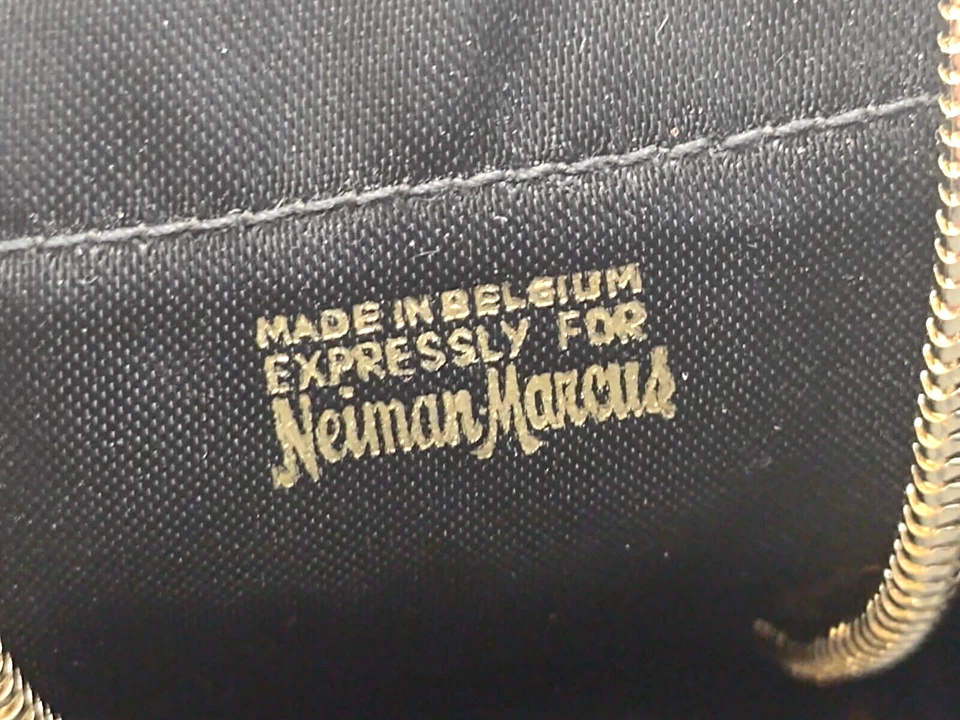 MADE IN BELGIUM
EXPRESSLY FOR
Neiman-Marcus